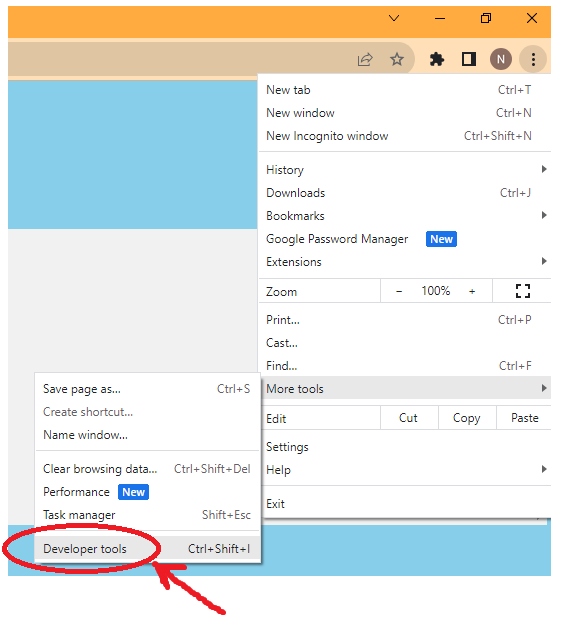 N
New tab Ctrl+T
New window Ctrl+N
New Incognito window Ctrl+Shift+N
History
Downloads Ctrl+J
Bookmarks
Google Password Manager New
Extensions
Zoom − 100% +
Print... Ctrl+P
Cast...
Find... Ctrl+F
More tools
Edit Cut Copy Paste
Settings
Help
Exit
Save page as... Ctrl+S
Create shortcut...
Name window...
Clear browsing data... Ctrl+Shift+Del
Performance New
Task manager Shift+Esc
Developer tools Ctrl+Shift+I